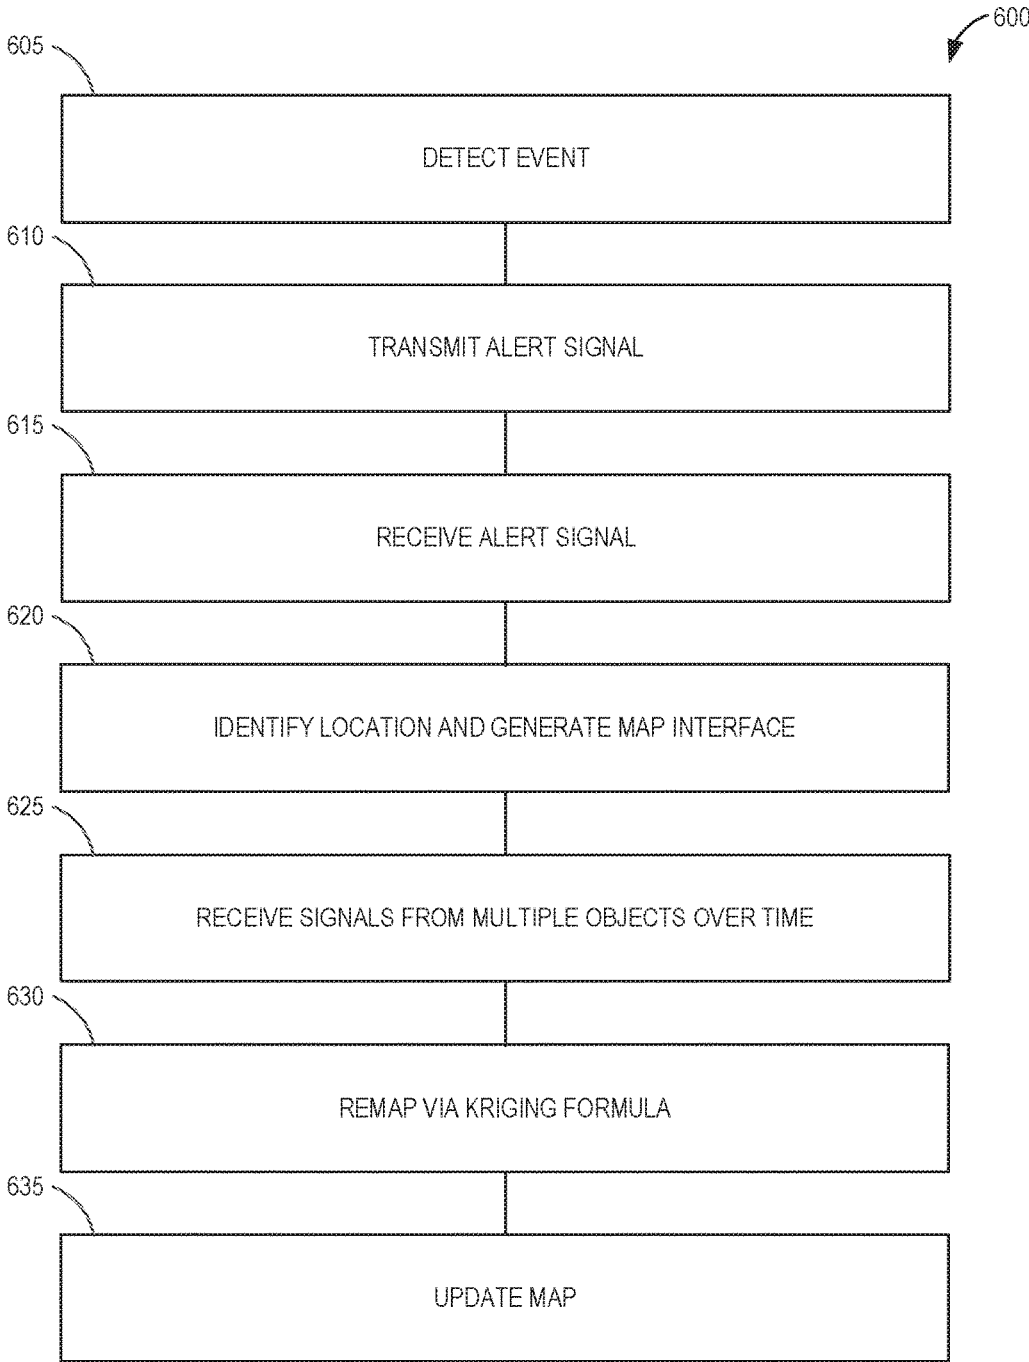 600
605
DETECT EVENT
610
TRANSMIT ALERT SIGNAL
615
RECEIVE ALERT SIGNAL
620
IDENTIFY LOCATION AND GENERATE MAP INTERFACE
625
RECEIVE SIGNALS FROM MULTIPLE OBJECTS OVER TIME
630
REMAP VIA KRIGING FORMULA
635
UPDATE MAP